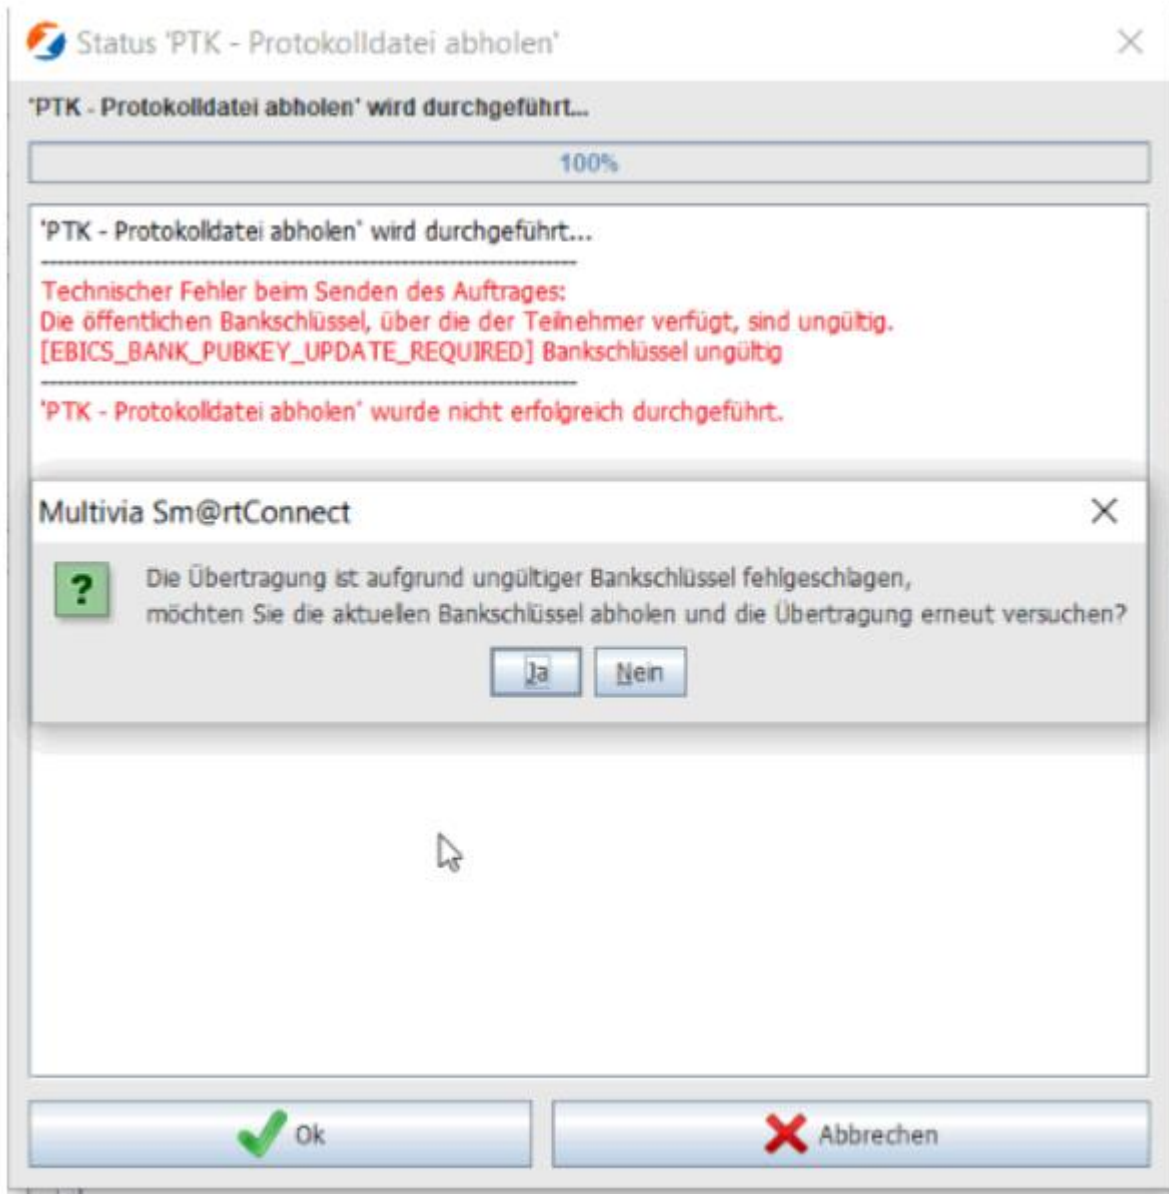 Status 'PTK - Protokolldatei abholen'
'PTK - Protokolldatei abholen' wird durchgeführt...
100%
'PTK - Protokolldatei abholen' wird durchgeführt...
Technischer Fehler beim Senden des Auftrages:
Die öffentlichen Bankschlüssel, über die der Teilnehmer verfügt, sind ungültig.
[EBICS_BANK_PUBKEY_UPDATE_REQUIRED] Bankschlüssel ungültig
'PTK - Protokolldatei abholen' wurde nicht erfolgreich durchgeführt.
Multivia Sm@rtConnect
? Die Übertragung ist aufgrund ungültiger Bankschlüssel fehlgeschlagen,
möchten Sie die aktuellen Bankschlüssel abholen und die Übertragung erneut versuchen?
Ja Nein
Ok Abbrechen